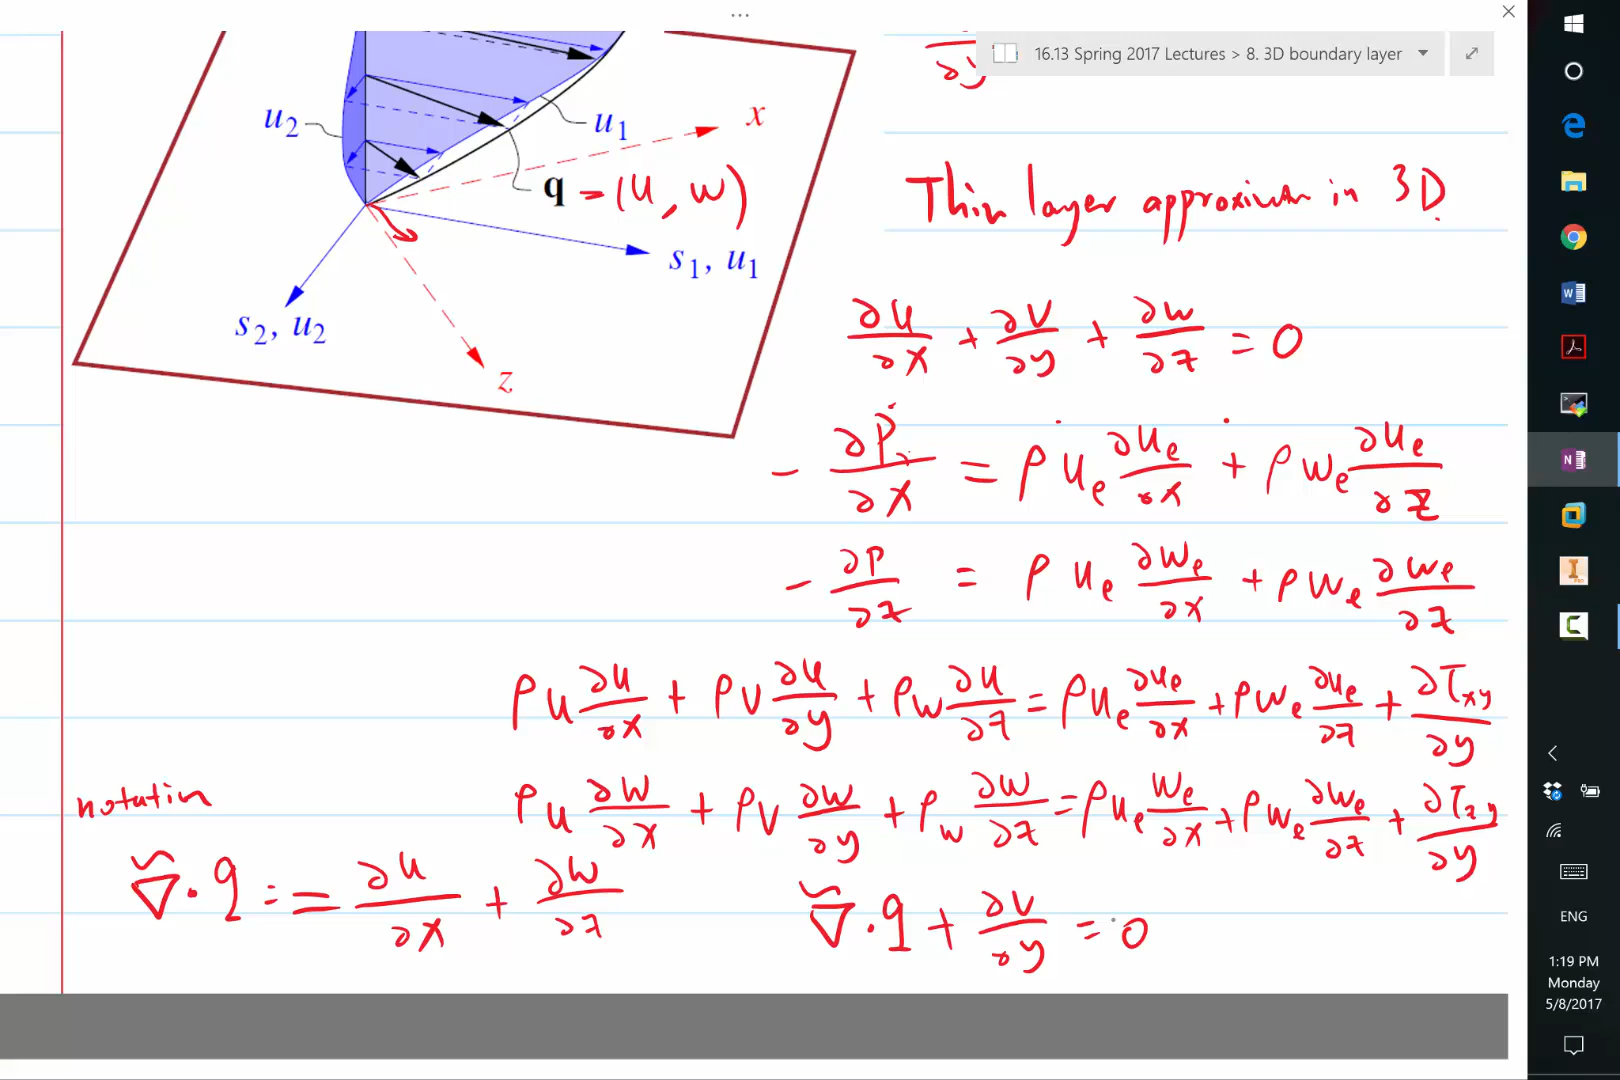 16.13 Spring 2017 Lectures > 8. 3D boundary layer
∂y
u₂
u₁
x
q = (u, w)
s₁, u₁
s₂, u₂
z
Thin layer approximation in 3D
∂u/∂x + ∂v/∂y + ∂w/∂z = 0
- ∂P/∂x = ρ uₑ ∂uₑ/∂x + ρ wₑ ∂uₑ/∂z
- ∂P/∂z = ρ uₑ ∂wₑ/∂x + ρ wₑ ∂wₑ/∂z
ρu ∂u/∂x + ρv ∂u/∂y + ρw ∂u/∂z = ρuₑ ∂uₑ/∂x + ρwₑ ∂uₑ/∂z + ∂τxy/∂y
notation
ρu ∂w/∂x + ρv ∂w/∂y + ρw ∂w/∂z = ρuₑ wₑ/∂x + ρwₑ ∂wₑ/∂z + ∂τzy/∂y
∇̃ · q := = ∂u/∂x + ∂w/∂z
∇̃ · q + ∂v/∂y = 0
ENG
1:19 PM
Monday
5/8/2017